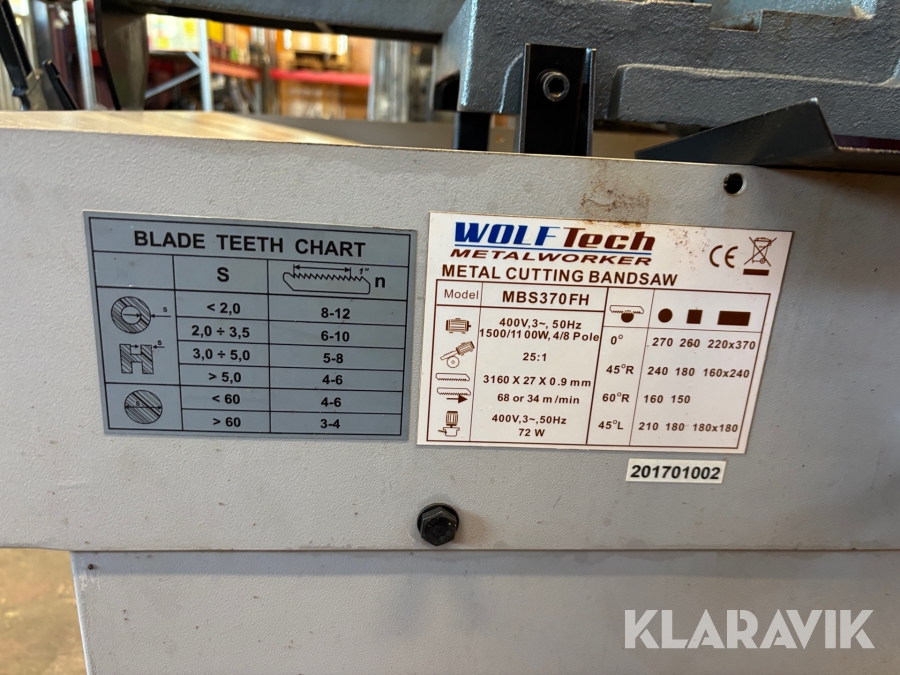 BLADE TEETH CHART
S 1" n
S < 2,0 8-12
2,0 ÷ 3,5 6-10
S 3,0 ÷ 5,0 5-8
> 5,0 4-6
S < 60 4-6
> 60 3-4
WOLFTech
METALWORKER
CE
METAL CUTTING BANDSAW
Model MBS370FH
400V,3~, 50Hz
1500/1100W, 4/8 Pole
25:1
3160 X 27 X 0.9 mm
68 or 34 m/min
400V,3~,50Hz
72 W
0° 270 260 220x370
45°R 240 180 160x240
60°R 160 150
45°L 210 180 180x180
201701002
KLARAVIK